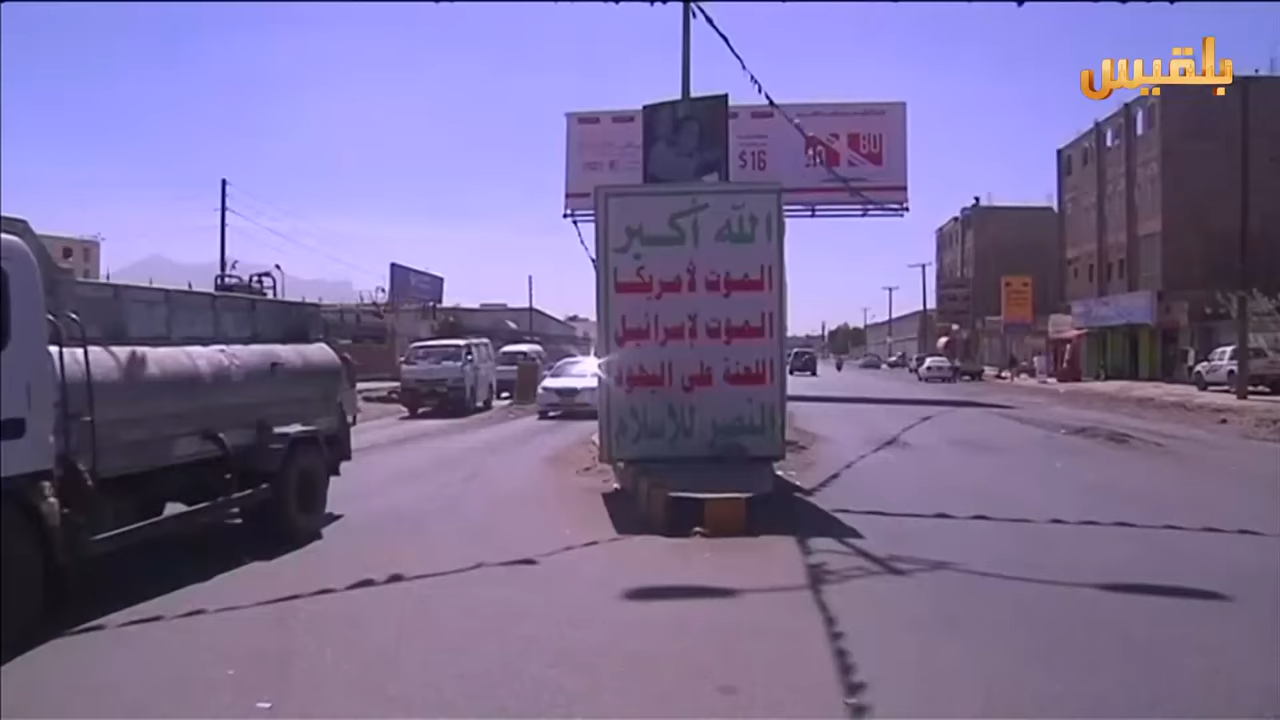 بلقيس
$16
الله أكبر
الموت لأمريكا
الموت لإسرائيل
اللعنة على اليهود
النصر للإسلام